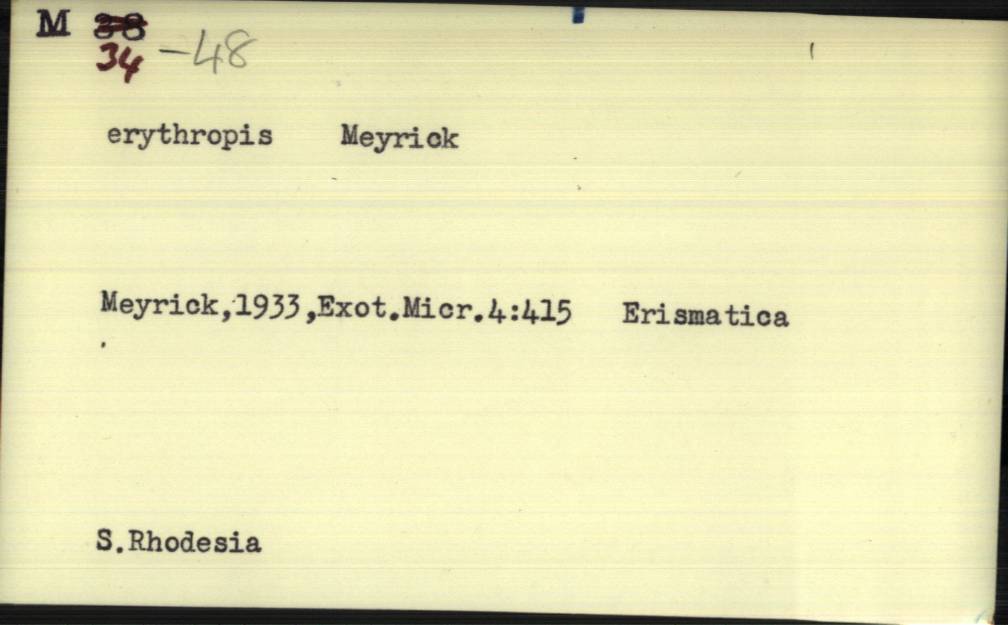 M 38
34 -48
erythropis Meyrick
Meyrick,1933,Exot.Micr.4:415 Erismatica
S.Rhodesia